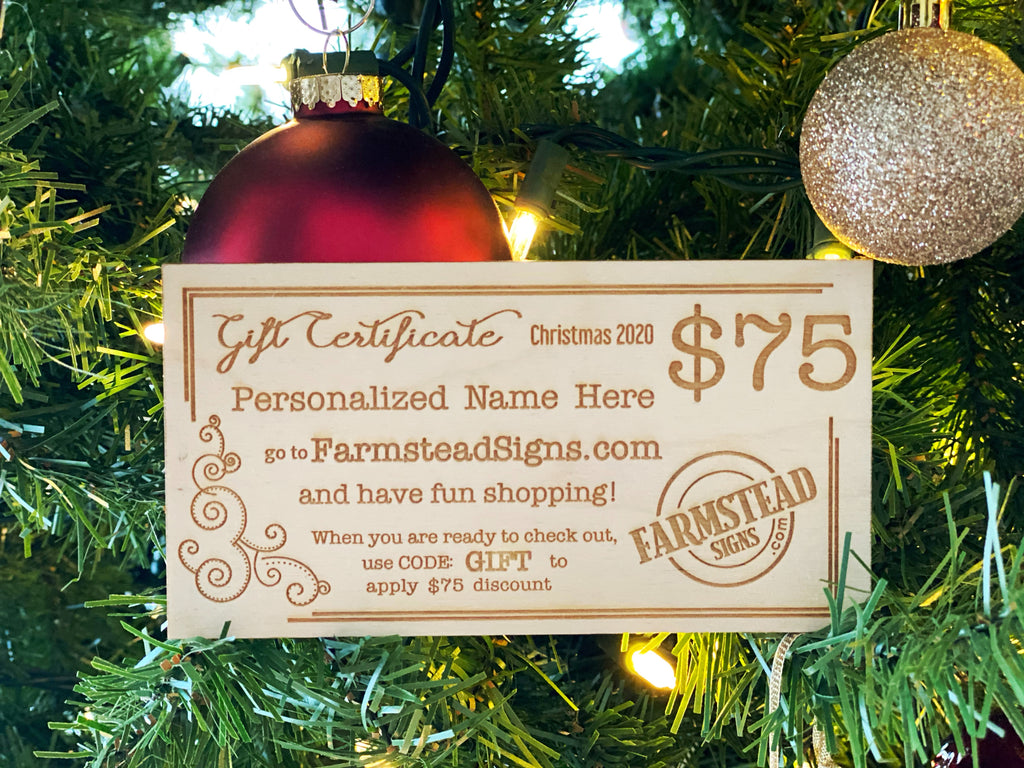 Gift Certificate Christmas 2020 $75
Personalized Name Here
go to FarmsteadSigns.com
and have fun shopping!
When you are ready to check out,
use CODE: GIFT to
apply $75 discount
FARMSTEAD
SIGNS
.com